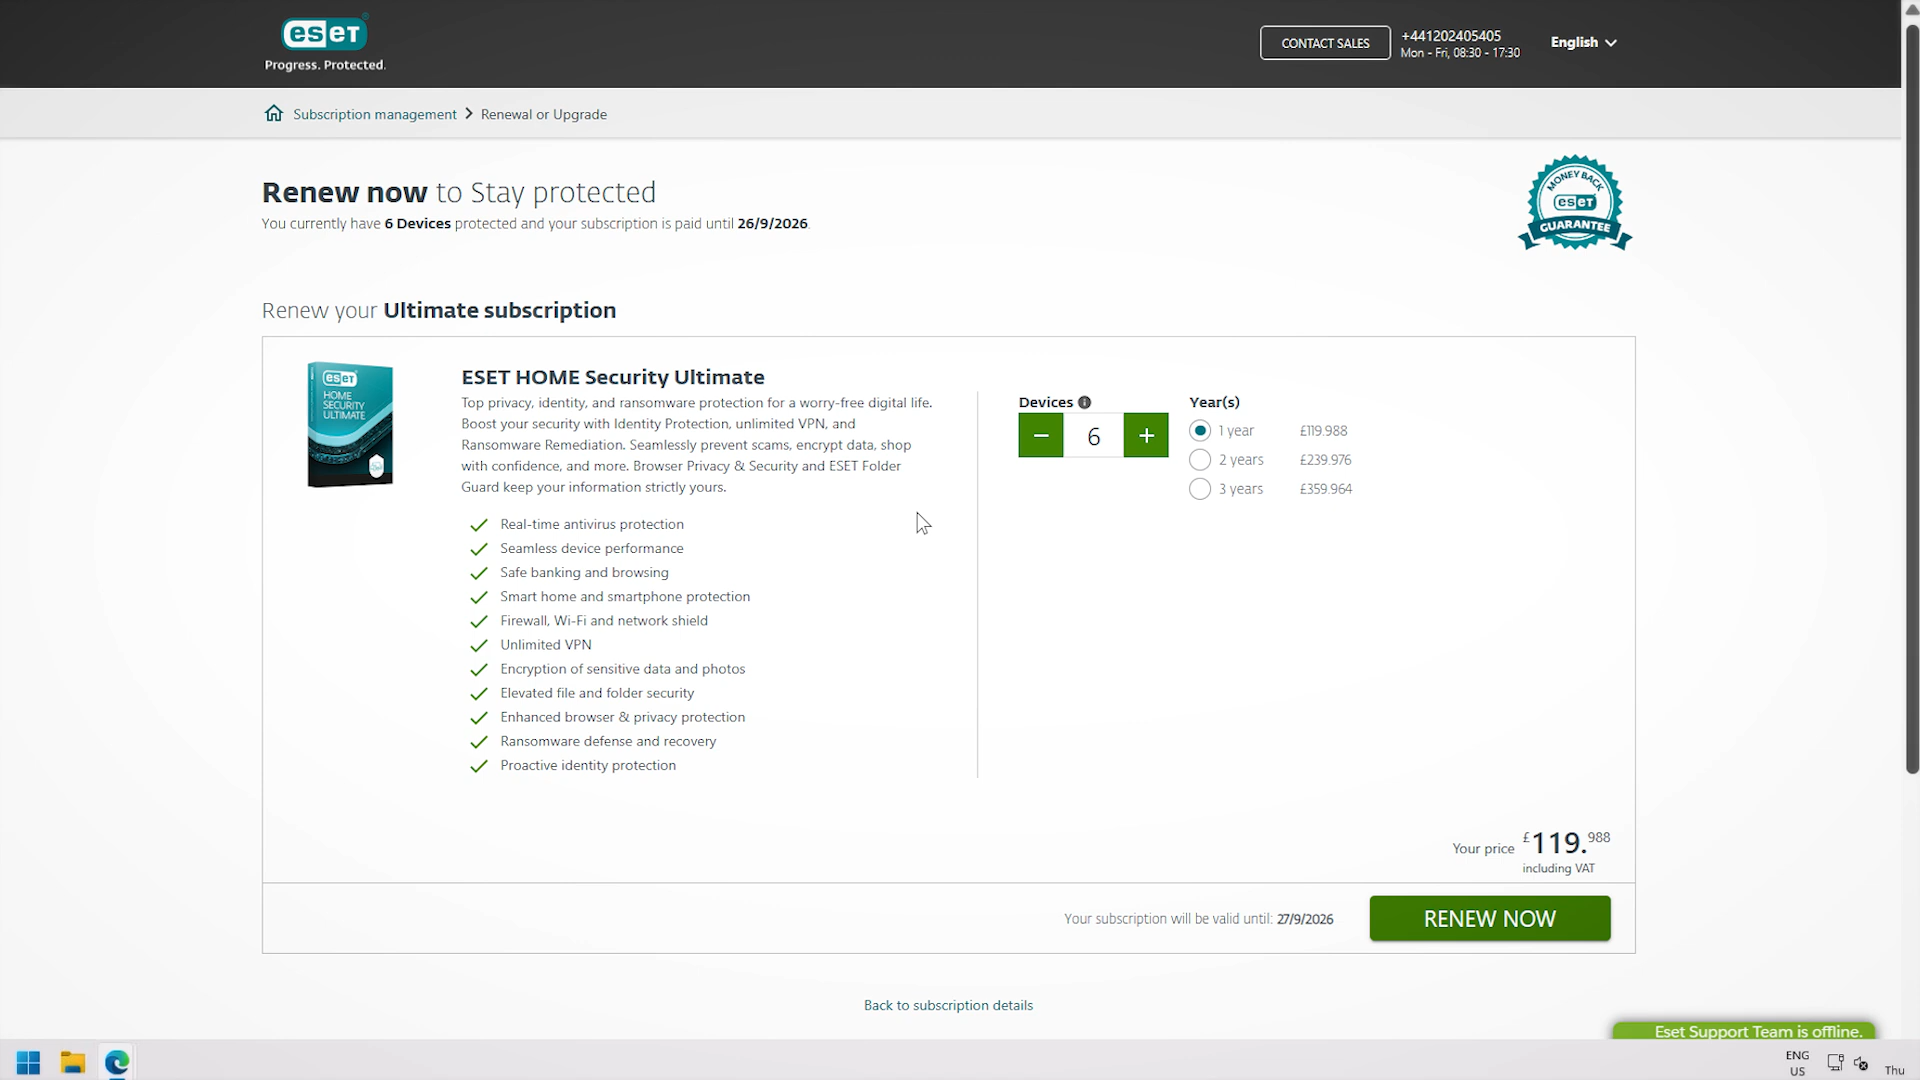 eset
Progress. Protected.
CONTACT SALES
+441202405405
Mon - Fri, 08:30 - 17:30
English
Subscription management > Renewal or Upgrade
Renew now to Stay protected
You currently have 6 Devices protected and your subscription is paid until 26/9/2026.
MONEY BACK
eset
GUARANTEE
Renew your Ultimate subscription
eset
HOME
SECURITY
ULTIMATE
ESET HOME Security Ultimate
Top privacy, identity, and ransomware protection for a worry-free digital life.
Boost your security with Identity Protection, unlimited VPN, and
Ransomware Remediation. Seamlessly prevent scams, encrypt data, shop
with confidence, and more. Browser Privacy & Security and ESET Folder
Guard keep your information strictly yours.
Real-time antivirus protection
Seamless device performance
Safe banking and browsing
Smart home and smartphone protection
Firewall, Wi-Fi and network shield
Unlimited VPN
Encryption of sensitive data and photos
Elevated file and folder security
Enhanced browser & privacy protection
Ransomware defense and recovery
Proactive identity protection
Devices
− 6 +
Year(s)
1 year £119.988
2 years £239.976
3 years £359.964
Your price £119.988
including VAT
Your subscription will be valid until: 27/9/2026
RENEW NOW
Back to subscription details
Eset Support Team is offline.
ENG
US
Thu